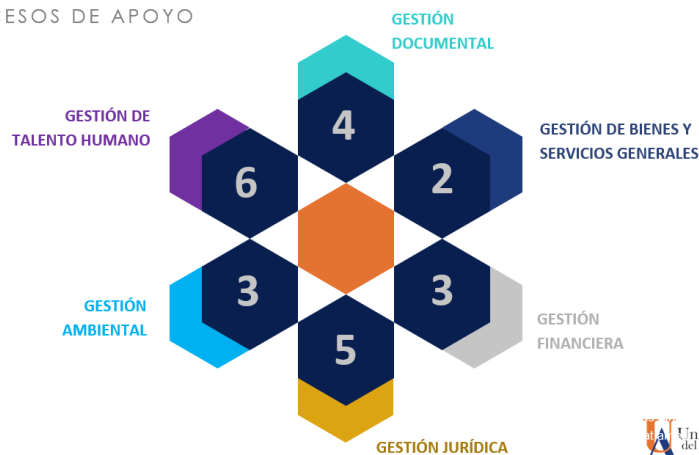 ESOS DE APOYO
GESTIÓN
DOCUMENTAL
GESTIÓN DE
TALENTO HUMANO
GESTIÓN DE BIENES Y
SERVICIOS GENERALES
4
6
2
3
3
5
GESTIÓN
AMBIENTAL
GESTIÓN
FINANCIERA
GESTIÓN JURÍDICA
del